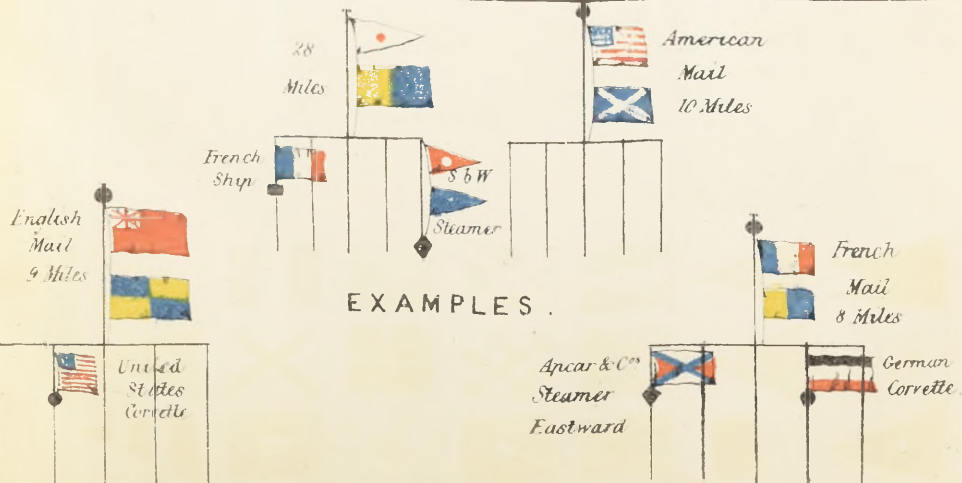 28
Miles
American
Mail
10 Miles
French
Ship
S b W
Steamer
English
Mail
9 Miles
EXAMPLES.
French
Mail
8 Miles
United
States
Corvette
Apcar & Cos
Steamer
Eastward
German
Corvette